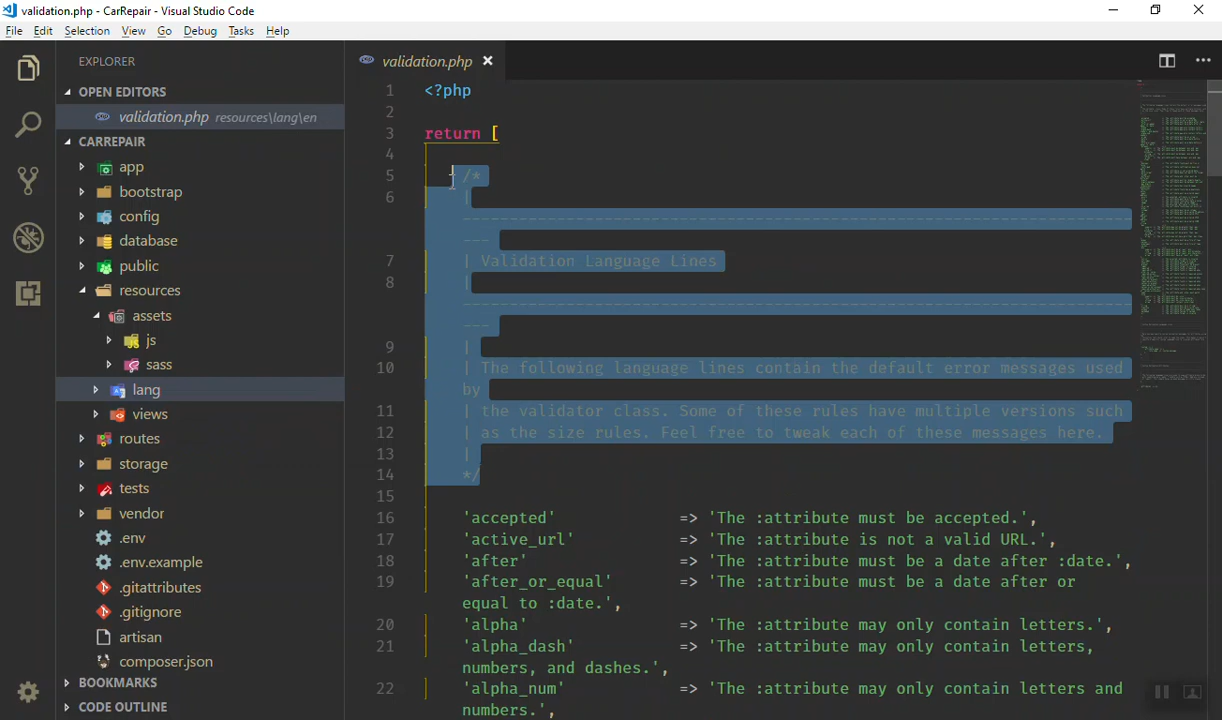 validation.php - CarRepair - Visual Studio Code
File Edit Selection View Go Debug Tasks Help
EXPLORER
OPEN EDITORS
validation.php resources\lang\en
CARREPAIR
app
bootstrap
config
database
public
resources
assets
js
sass
lang
views
routes
storage
tests
vendor
.env
.env.example
.gitattributes
.gitignore
artisan
composer.json
BOOKMARKS
CODE OUTLINE
validation.php
1 <?php
2
3 return [
4
5 /*
6 |
--------------------------------------------------------------------------
---
7 | Validation Language Lines
8 |
--------------------------------------------------------------------------
---
9 |
10 | The following language lines contain the default error messages used
by
11 | the validator class. Some of these rules have multiple versions such
12 | as the size rules. Feel free to tweak each of these messages here.
13 |
14 */
15
16 'accepted' => 'The :attribute must be accepted.',
17 'active_url' => 'The :attribute is not a valid URL.',
18 'after' => 'The :attribute must be a date after :date.',
19 'after_or_equal' => 'The :attribute must be a date after or
equal to :date.',
20 'alpha' => 'The :attribute may only contain letters.',
21 'alpha_dash' => 'The :attribute may only contain letters,
numbers, and dashes.',
22 'alpha_num' => 'The :attribute may only contain letters and
numbers.',